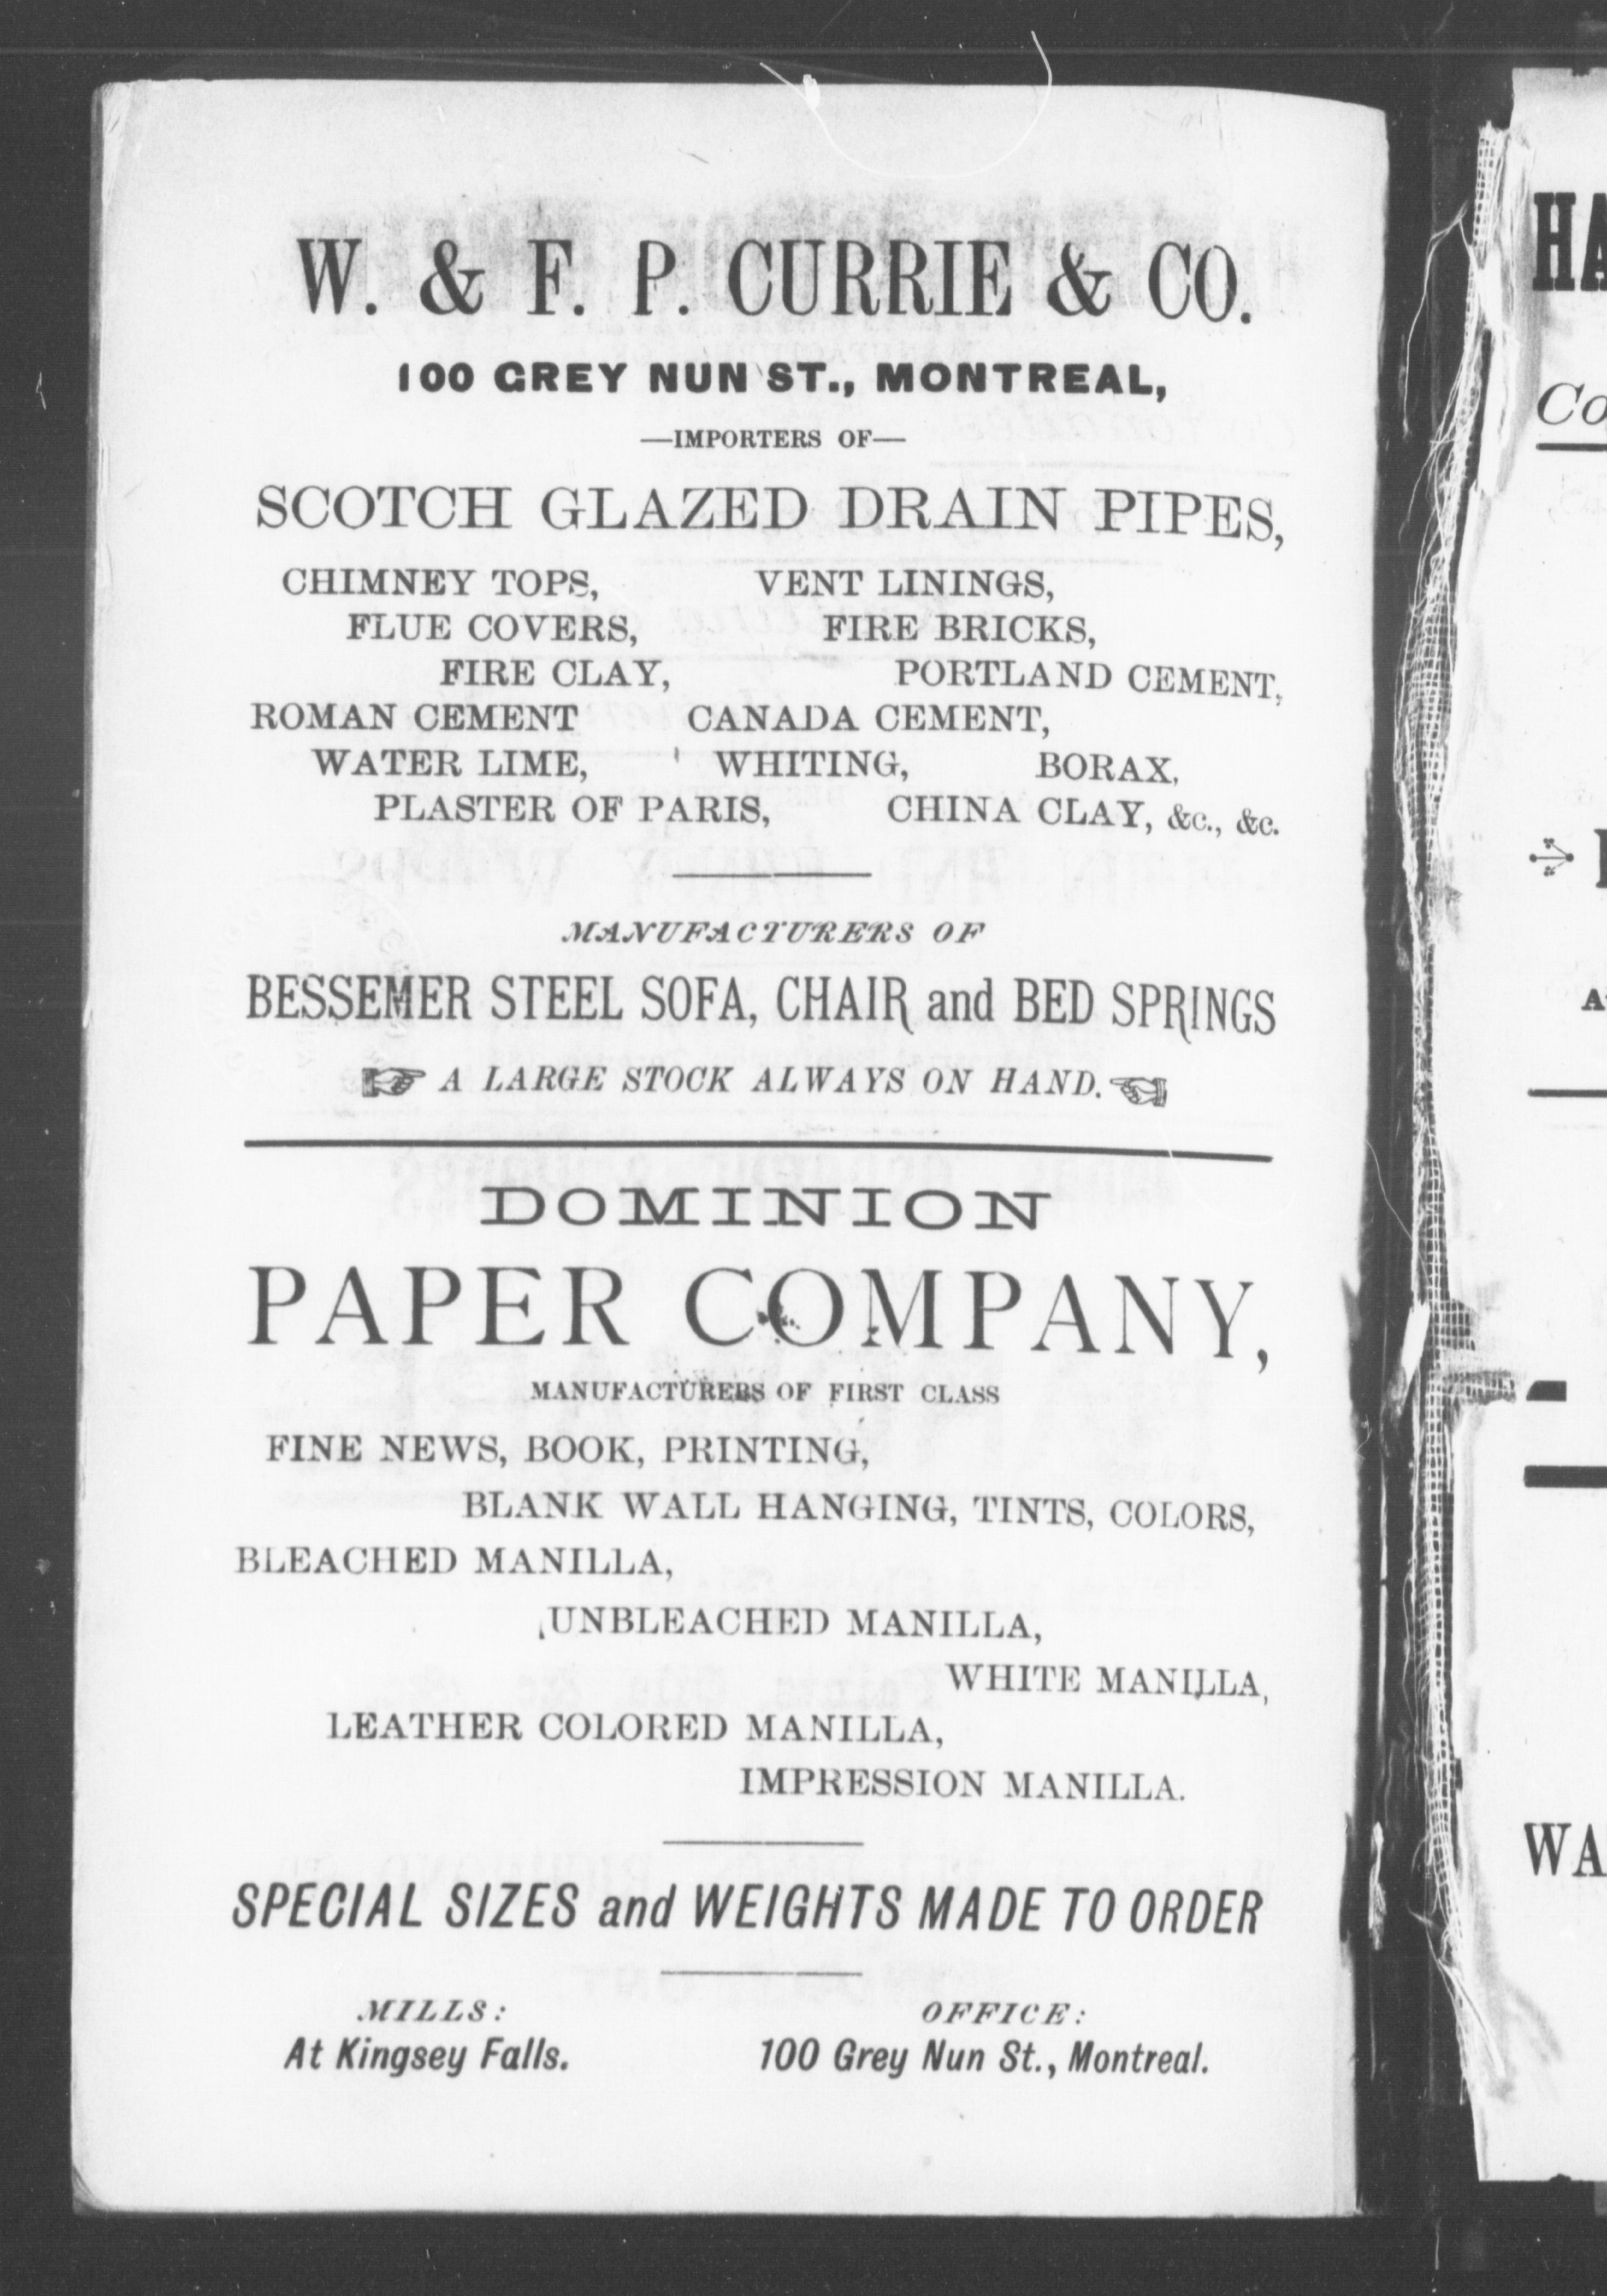 W. & F. P. CURRIE & CO.
100 GREY NUN ST., MONTREAL,
—IMPORTERS OF—
SCOTCH GLAZED DRAIN PIPES,
CHIMNEY TOPS, VENT LININGS,
FLUE COVERS, FIRE BRICKS,
FIRE CLAY, PORTLAND CEMENT,
ROMAN CEMENT CANADA CEMENT,
WATER LIME, WHITING, BORAX,
PLASTER OF PARIS, CHINA CLAY, &c., &c.
MANUFACTURERS OF
BESSEMER STEEL SOFA, CHAIR and BED SPRINGS
☞ A LARGE STOCK ALWAYS ON HAND. ☜
DOMINION
PAPER COMPANY,
MANUFACTURERS OF FIRST CLASS
FINE NEWS, BOOK, PRINTING,
BLANK WALL HANGING, TINTS, COLORS,
BLEACHED MANILLA,
UNBLEACHED MANILLA,
WHITE MANILLA,
LEATHER COLORED MANILLA,
IMPRESSION MANILLA.
SPECIAL SIZES and WEIGHTS MADE TO ORDER
MILLS: OFFICE:
At Kingsey Falls. 100 Grey Nun St., Montreal.
HA
Co
WA